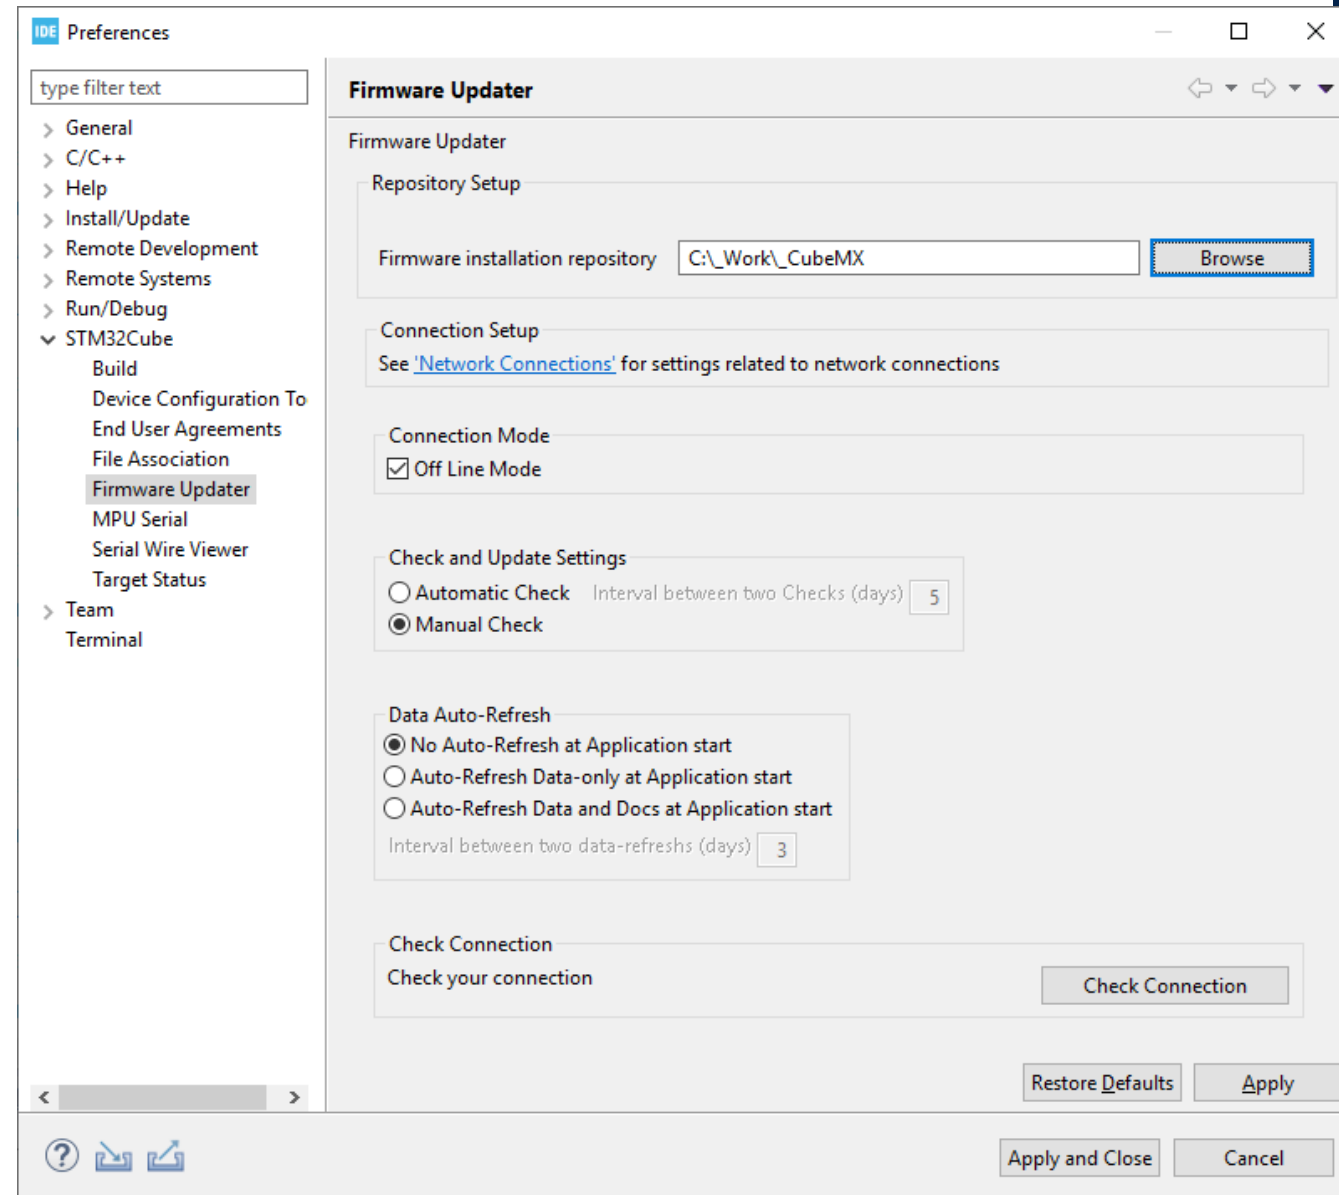 IDE Preferences
type filter text
General
C/C++
Help
Install/Update
Remote Development
Remote Systems
Run/Debug
STM32Cube
Build
Device Configuration To
End User Agreements
File Association
Firmware Updater
MPU Serial
Serial Wire Viewer
Target Status
Team
Terminal
Firmware Updater
Firmware Updater
Repository Setup
Firmware installation repository C:\_Work\_CubeMX Browse
Connection Setup
See 'Network Connections' for settings related to network connections
Connection Mode
Off Line Mode
Check and Update Settings
Automatic Check Interval between two Checks (days) 5
Manual Check
Data Auto-Refresh
No Auto-Refresh at Application start
Auto-Refresh Data-only at Application start
Auto-Refresh Data and Docs at Application start
Interval between two data-refreshs (days) 3
Check Connection
Check your connection Check Connection
Restore Defaults Apply
? Apply and Close Cancel